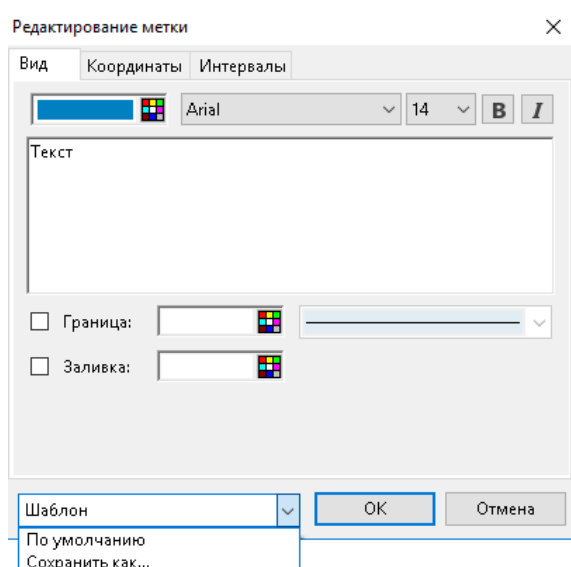 Редактирование метки
Вид Координаты Интервалы
Arial 14 B I
Текст
Граница:
Заливка:
Шаблон OK Отмена
По умолчанию
Сохранить как...